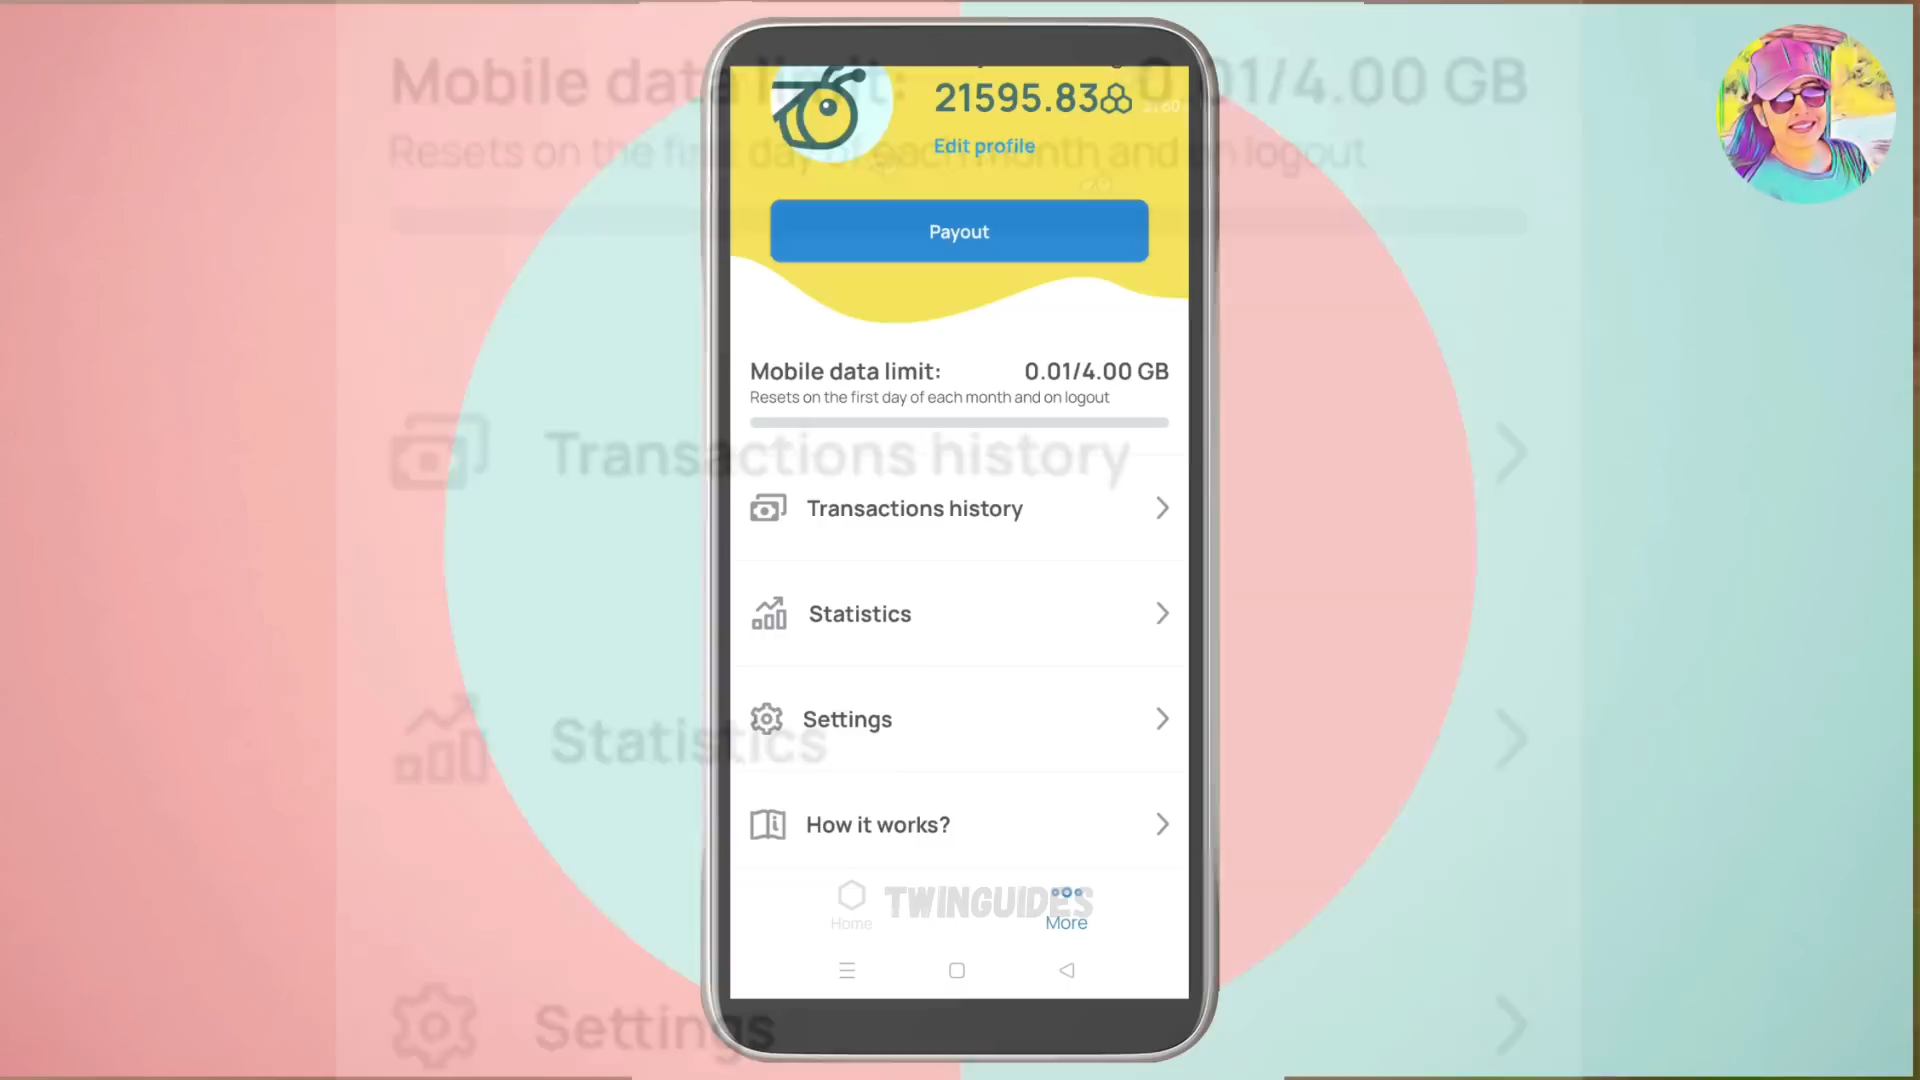 Mobile data limit: 0.01/4.00 GB
Resets on the first day of each month and on logout
Transactions history
Statistics
Settings
21595.83
Edit profile
Payout
Mobile data limit: 0.01/4.00 GB
Resets on the first day of each month and on logout
Transactions history
Statistics
Settings
How it works?
TWINGUIDES
Home
More